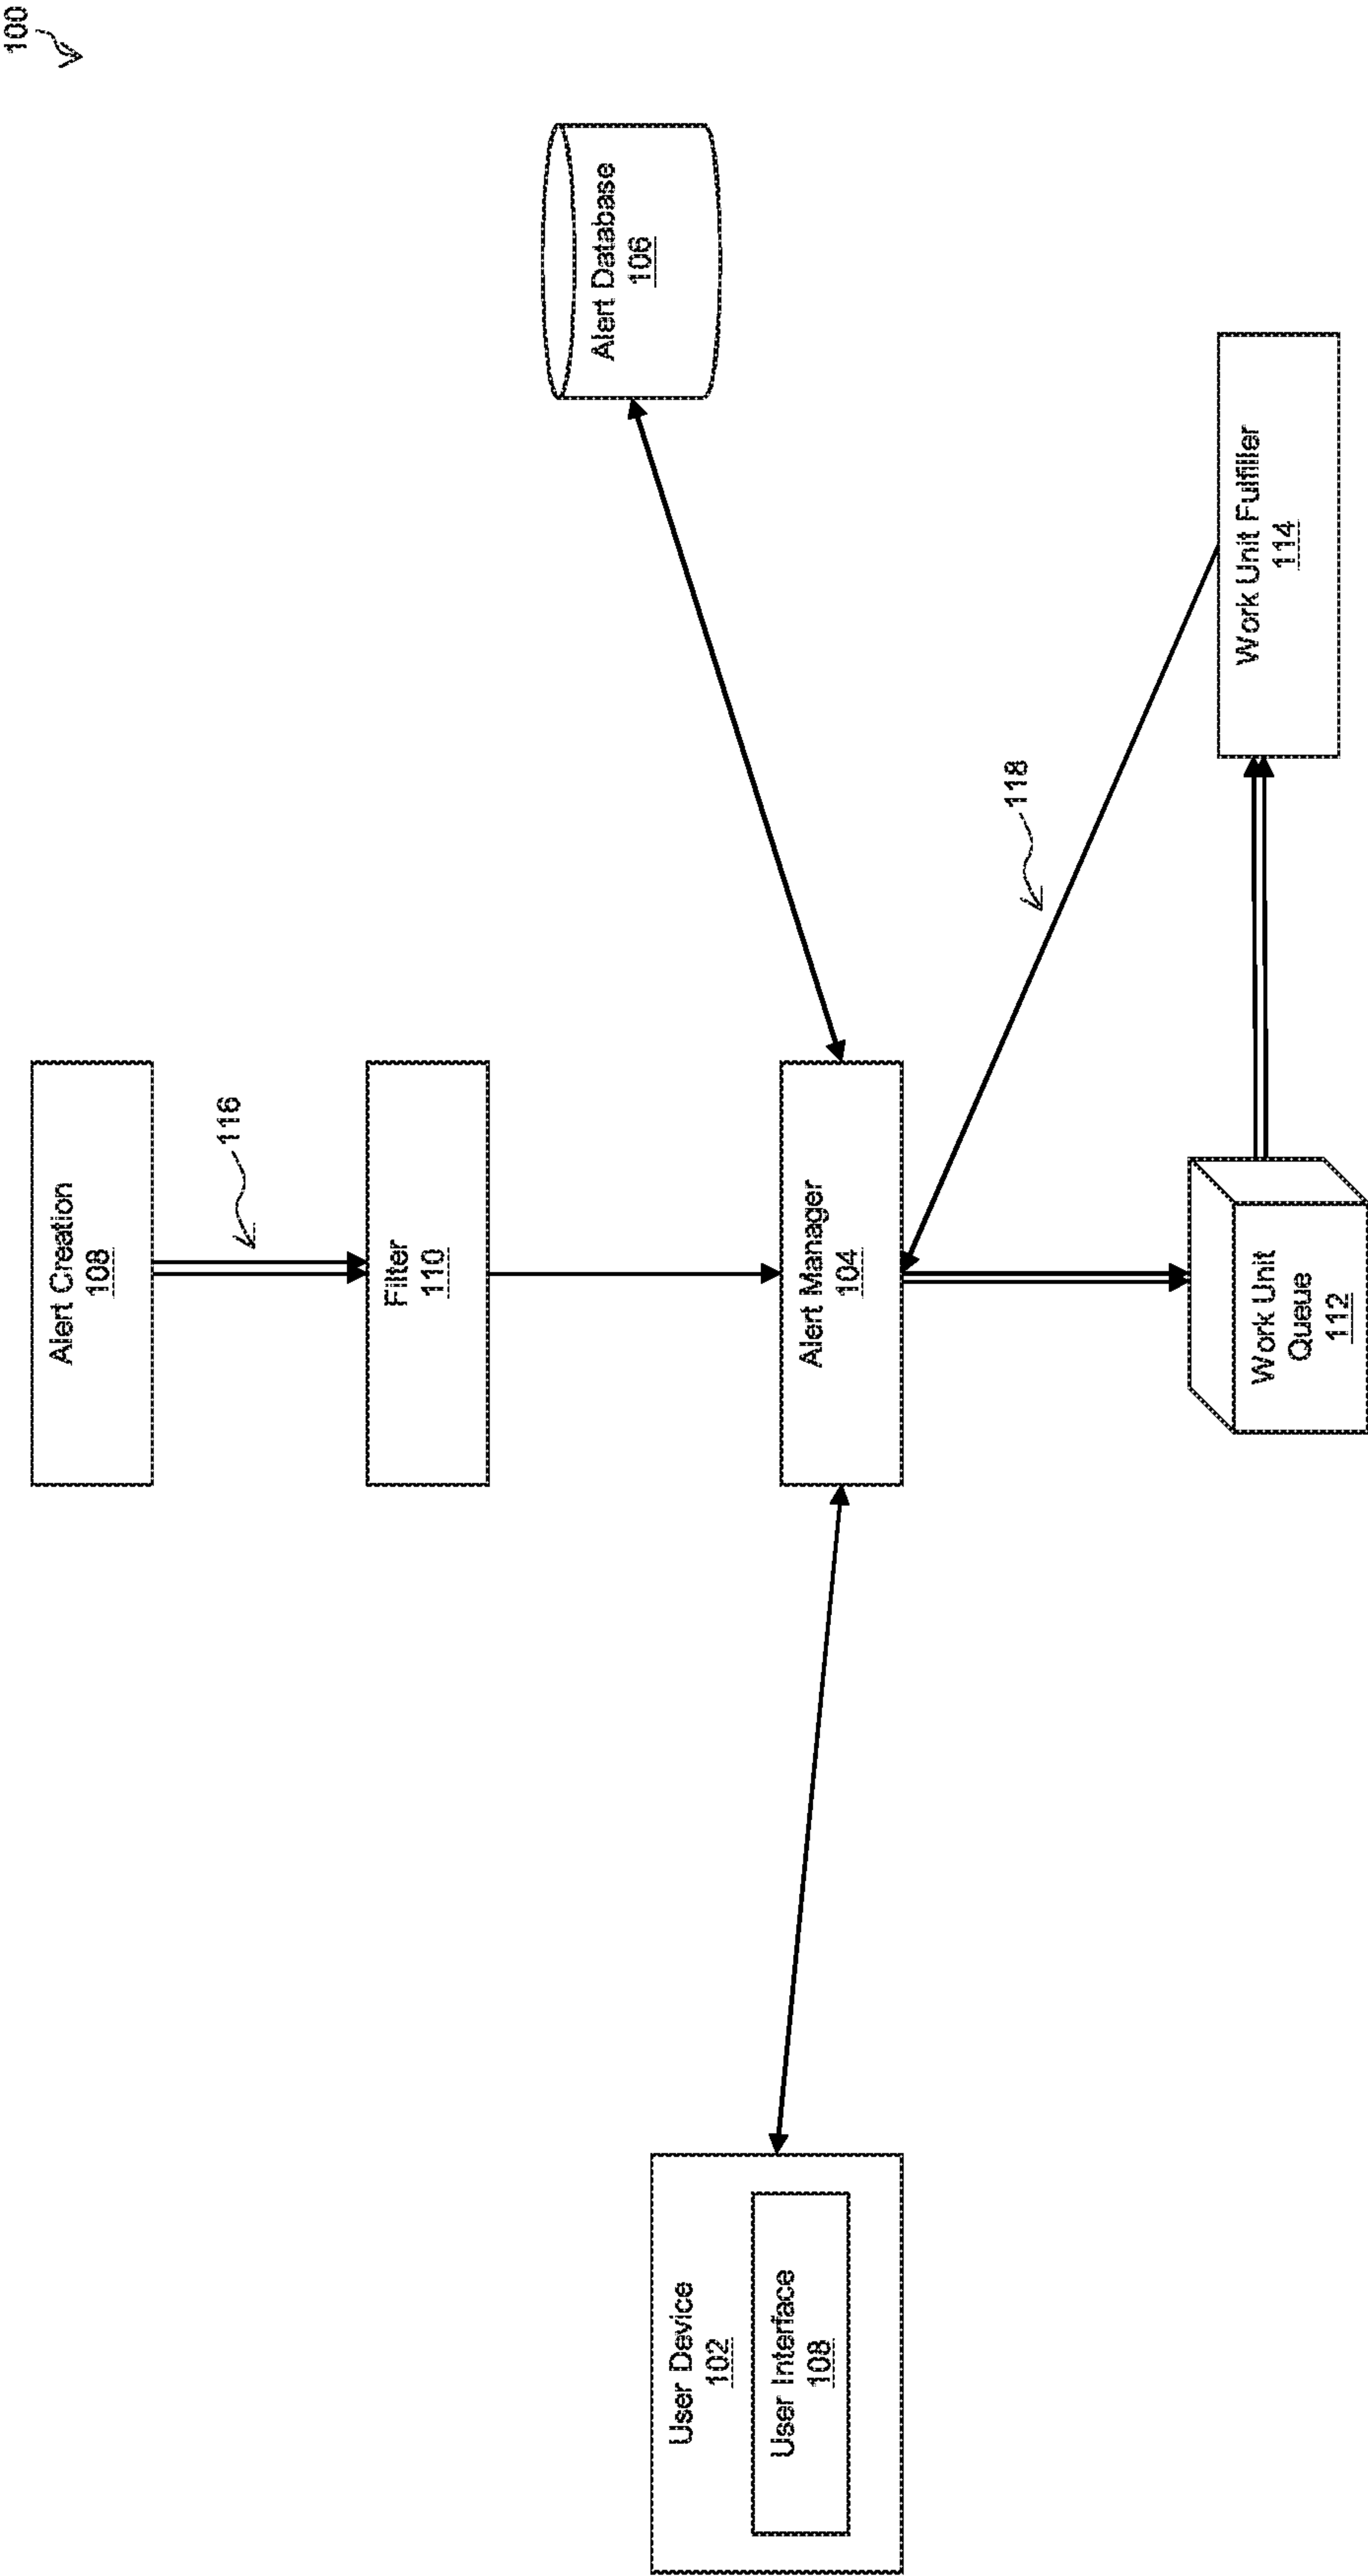 100
Alert Creation
108
116
Filter
110
Alert Database
106
User Device
102
User Interface
108
Alert Manager
104
118
Work Unit
Queue
112
Work Unit Fulfiller
114